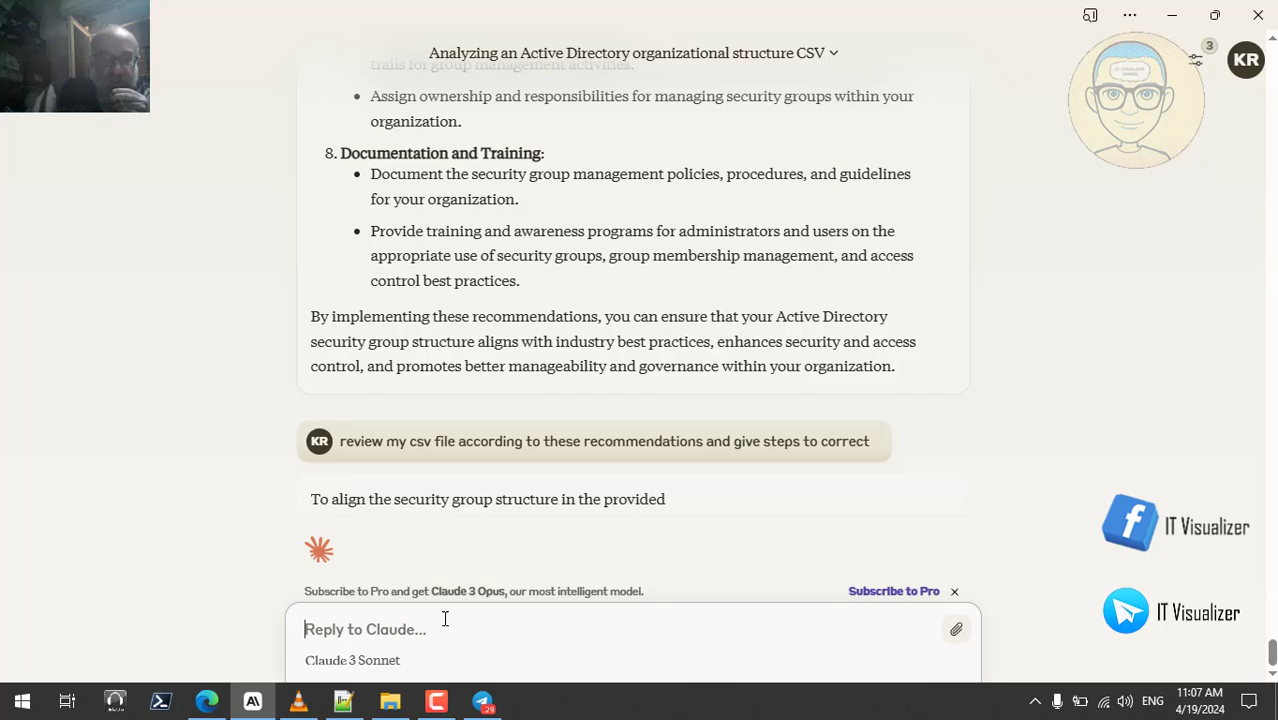 Analyzing an Active Directory organizational structure CSV
3
KR
IT VISUALIZER
trails for group management activities.
• Assign ownership and responsibilities for managing security groups within your
organization.
8. Documentation and Training:
• Document the security group management policies, procedures, and guidelines
for your organization.
• Provide training and awareness programs for administrators and users on the
appropriate use of security groups, group membership management, and access
control best practices.
By implementing these recommendations, you can ensure that your Active Directory
security group structure aligns with industry best practices, enhances security and access
control, and promotes better manageability and governance within your organization.
KR review my csv file according to these recommendations and give steps to correct
To align the security group structure in the provided
IT Visualizer
Subscribe to Pro and get Claude 3 Opus, our most intelligent model.
Subscribe to Pro
Reply to Claude...
IT Visualizer
Claude 3 Sonnet
29
ENG
11:07 AM
4/19/2024